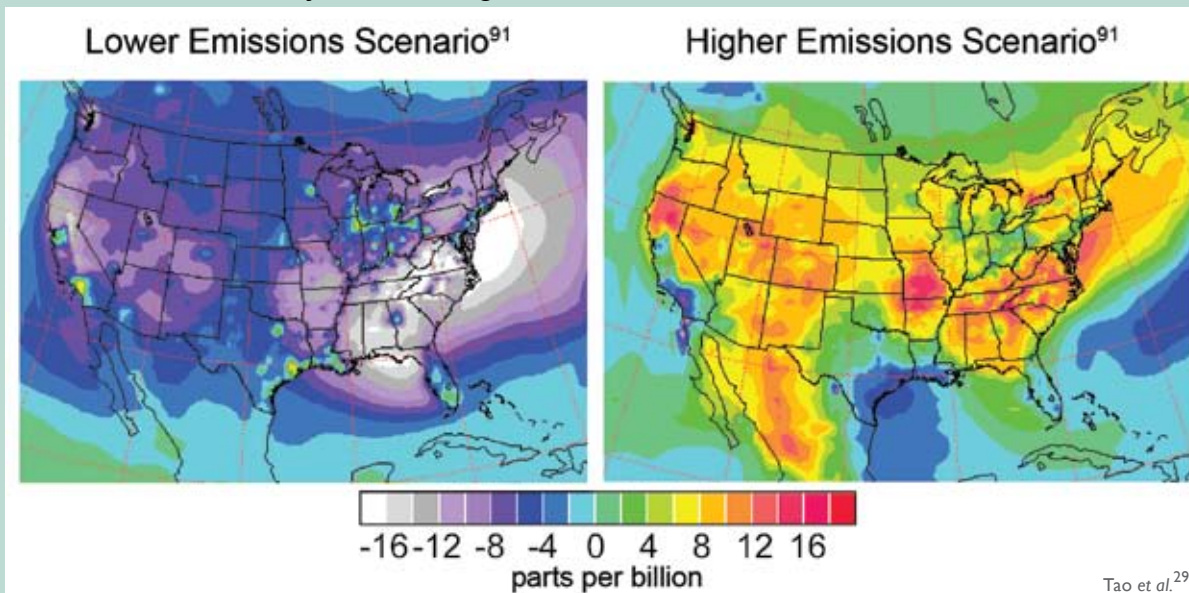 Lower Emissions Scenario91
Higher Emissions Scenario91
-16 -12 -8 -4 0 4 8 12 16
parts per billion
Tao et al.29